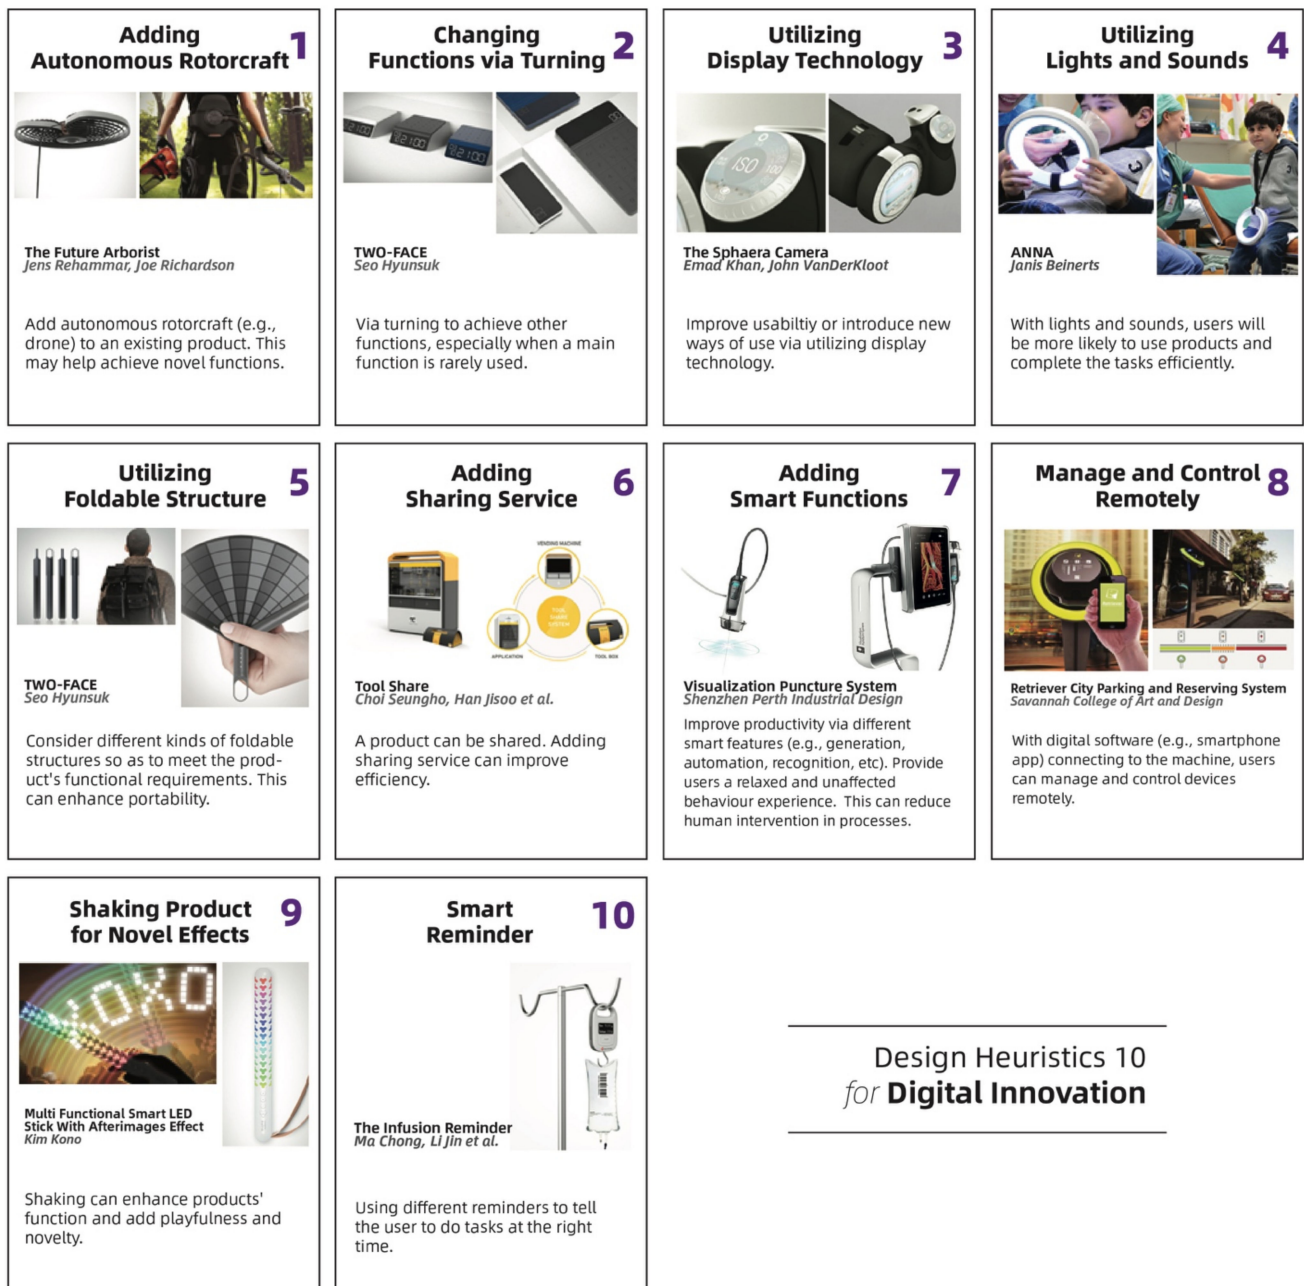 Adding
Autonomous Rotorcraft
1
The Future Arborist
Jens Rehammar, Joe Richardson
Add autonomous rotorcraft (e.g.,
drone) to an existing product. This
may help achieve novel functions.
Changing
Functions via Turning
2
12:100
12:100
TWO-FACE
Seo Hyunsuk
Via turning to achieve other
functions, especially when a main
function is rarely used.
Utilizing
Display Technology
3
ISO
100
The Sphaera Camera
Emad Khan, John VanDerKloot
Improve usabiltiy or introduce new
ways of use via utilizing display
technology.
Utilizing
Lights and Sounds
4
3
ANNA
Janis Beinerts
With lights and sounds, users will
be more likely to use products and
complete the tasks efficiently.
Utilizing
Foldable Structure
5
TWO-FACE
Seo Hyunsuk
Consider different kinds of foldable
structures so as to meet the prod-
uct's functional requirements. This
can enhance portability.
Adding
Sharing Service
6
VENDING MACHINE
APPLICATION
TOOL BOX
Tool Share
Choi Seungho, Han Jisoo et al.
A product can be shared. Adding
sharing service can improve
efficiency.
Adding
Smart Functions
7
Visualization Puncture System
Shenzhen Perth Industrial Design
Improve productivity via different
smart features (e.g., generation,
automation, recognition, etc). Provide
users a relaxed and unaffected
behaviour experience. This can reduce
human intervention in processes.
Manage and Control
Remotely
8
Retriever City Parking and Reserving System
Savannah College of Art and Design
With digital software (e.g., smartphone
app) connecting to the machine, users
can manage and control devices
remotely.
Shaking Product
for Novel Effects
9
KOXO
Multi Functional Smart LED
Stick With Afterimages Effect
Kim Kono
Shaking can enhance products'
function and add playfulness and
novelty.
Smart
Reminder
10
The Infusion Reminder
Ma Chong, Li Jin et al.
Using different reminders to tell
the user to do tasks at the right
time.
Design Heuristics 10
for Digital Innovation